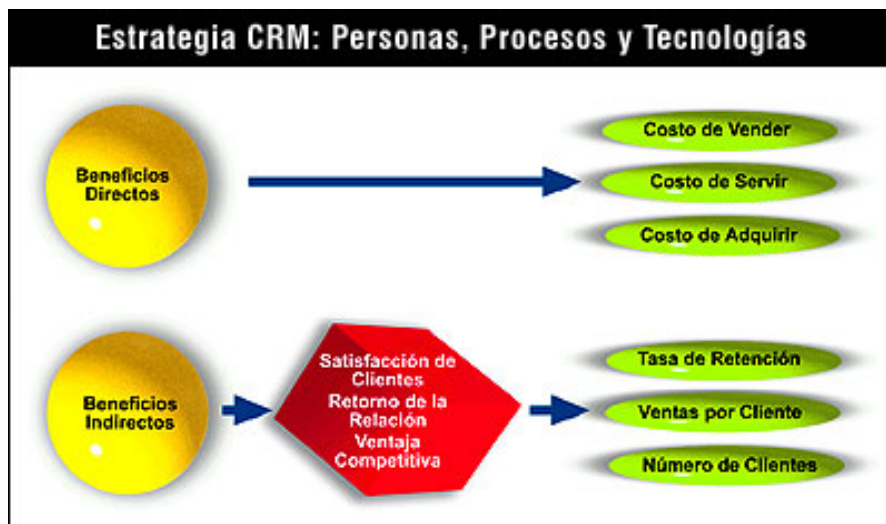 Estrategia CRM: Personas, Procesos y Tecnologías
Beneficios
Directos
Costo de Vender
Costo de Servir
Costo de Adquirir
Beneficios
Indirectos
Satisfacción de
Clientes
Retorno de la
Relación
Ventaja
Competitiva
Tasa de Retención
Ventas por Cliente
Número de Clientes